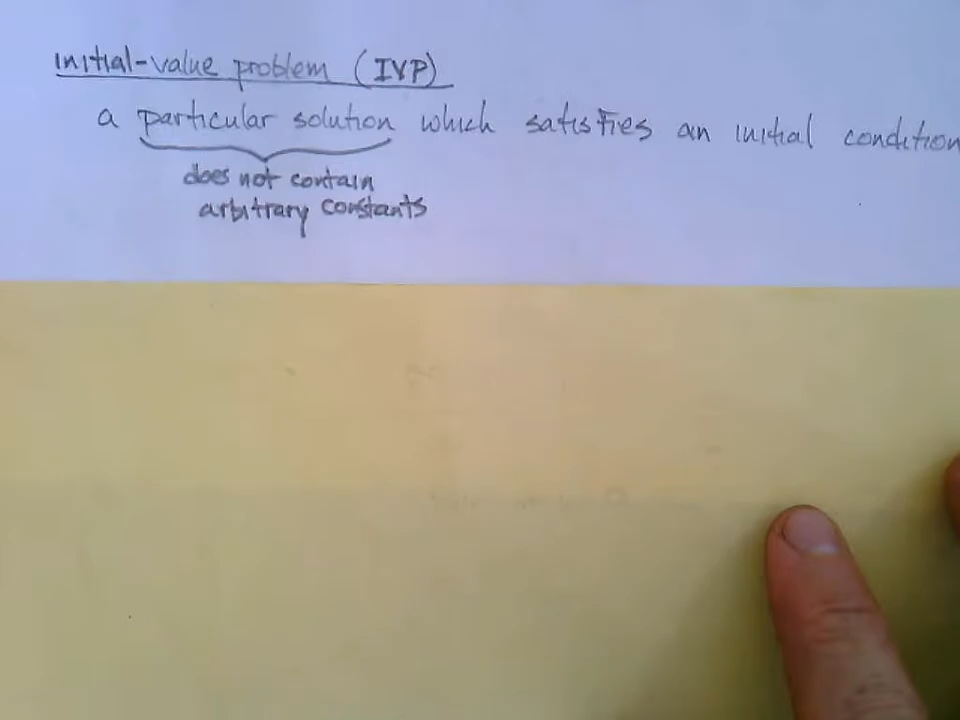 Initial-value problem (IVP)
a particular solution which satisfies an initial condition
does not contain
arbitrary constants